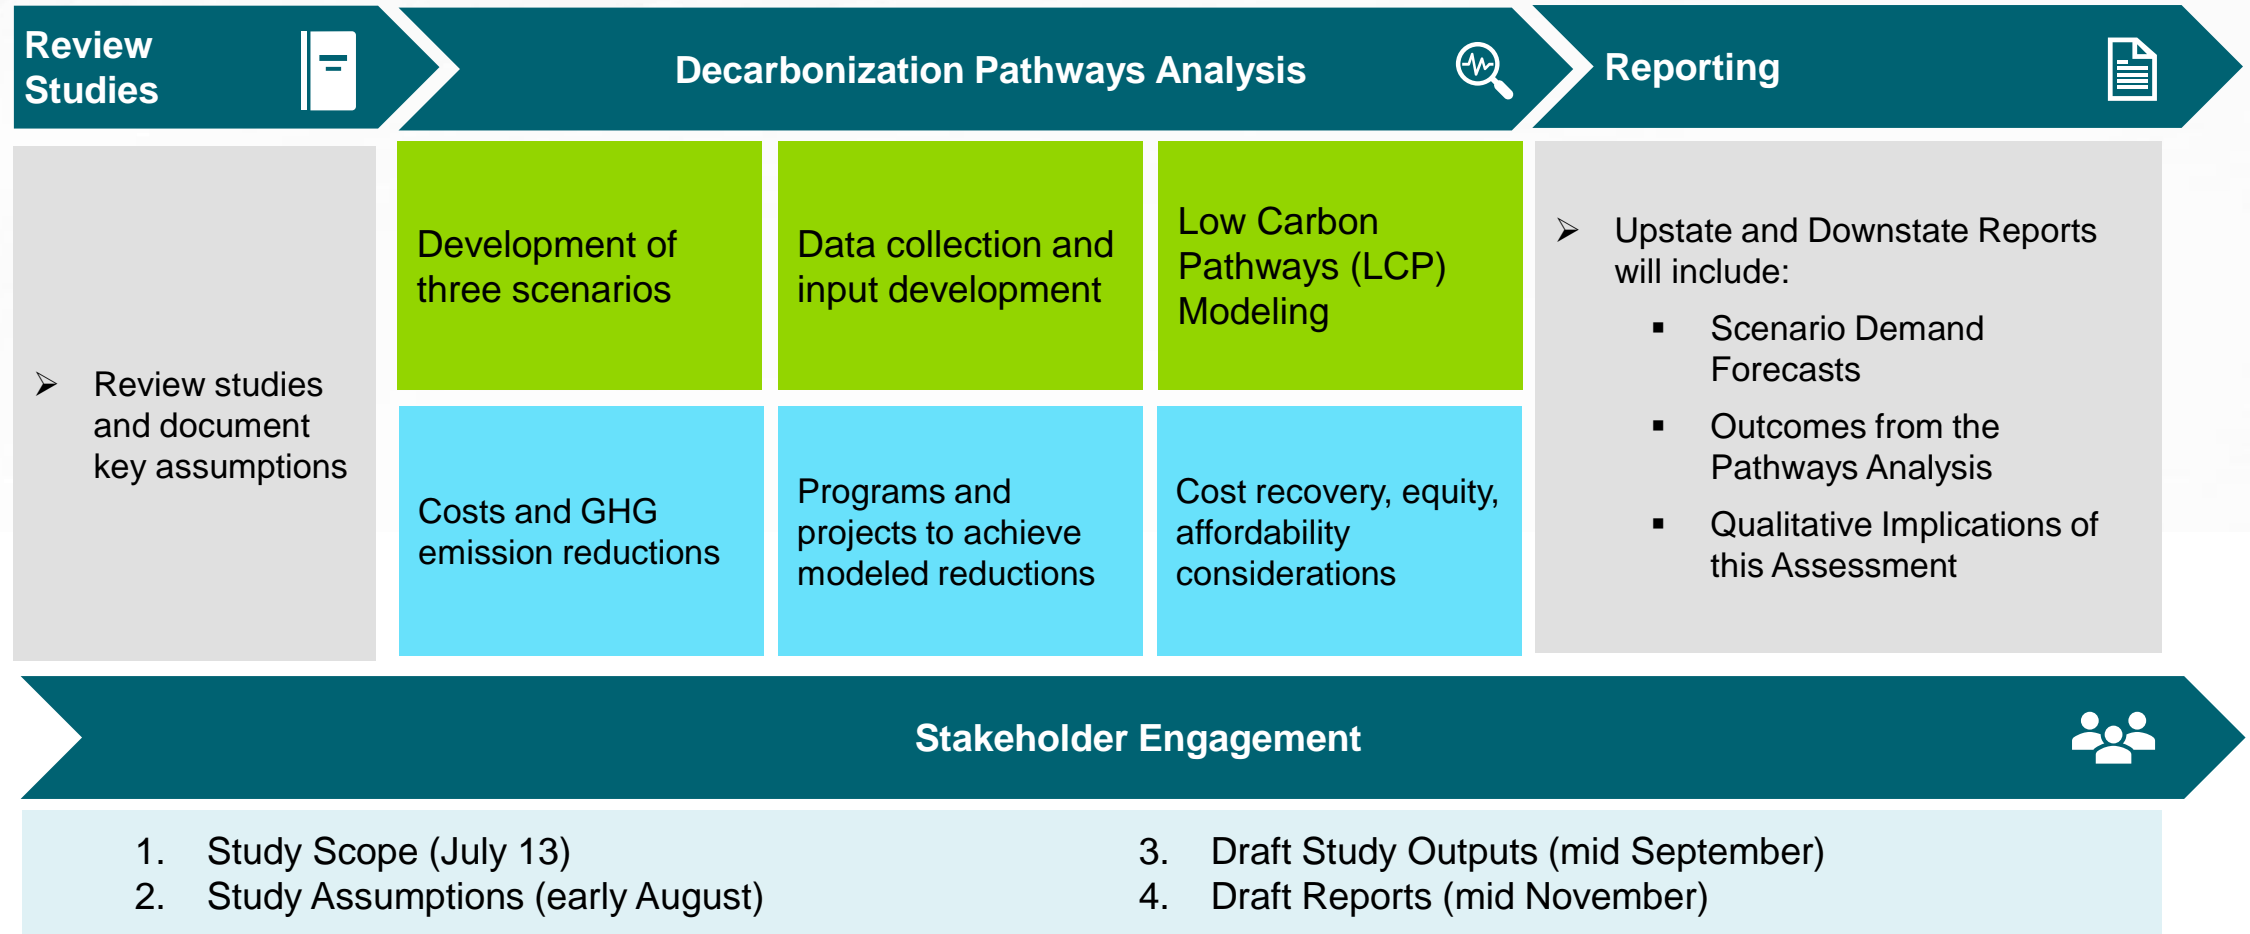 Review
Studies
Decarbonization Pathways Analysis
Reporting
➢ Review studies
and document
key assumptions
Development of
three scenarios
Data collection and
input development
Low Carbon
Pathways (LCP)
Modeling
Costs and GHG
emission reductions
Programs and
projects to achieve
modeled reductions
Cost recovery, equity,
affordability
considerations
➢ Upstate and Downstate Reports
will include:
▪ Scenario Demand
Forecasts
▪ Outcomes from the
Pathways Analysis
▪ Qualitative Implications of
this Assessment
Stakeholder Engagement
1. Study Scope (July 13)
2. Study Assumptions (early August)
3. Draft Study Outputs (mid September)
4. Draft Reports (mid November)